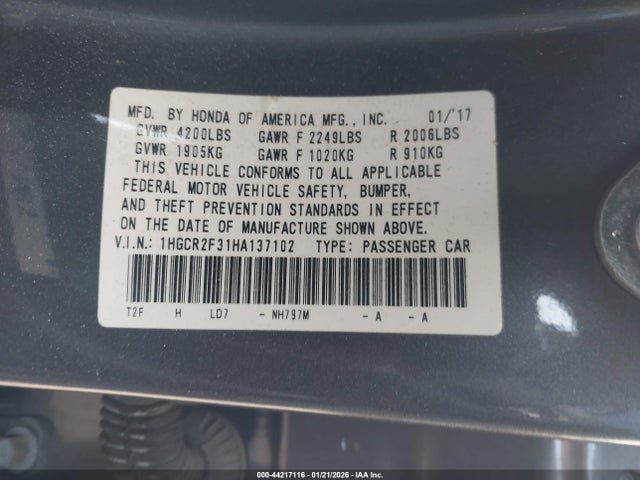 MFD. BY HONDA OF AMERICA MFG., INC. 01/'17
GVWR 4200LBS GAWR F 2249LBS R 2006LBS
GVWR 1905KG GAWR F 1020KG R 910KG
THIS VEHICLE CONFORMS TO ALL APPLICABLE
FEDERAL MOTOR VEHICLE SAFETY, BUMPER,
AND THEFT PREVENTION STANDARDS IN EFFECT
ON THE DATE OF MANUFACTURE SHOWN ABOVE.
V.I.N.: 1HGCR2F31HA137102 TYPE: PASSENGER CAR
T2F H LD7 - NH797M - A - A
000-44217116 - 01/21/2026 - IAA Inc.